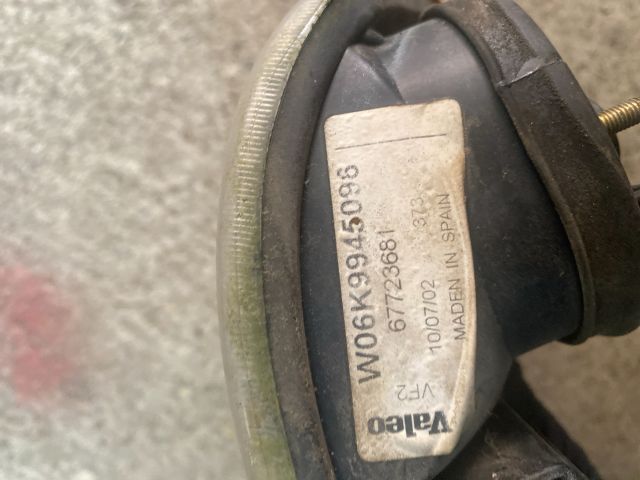 W06K9945096
67723681
10/07/02 373
MADEN IN SPAIN
Valeo VF2